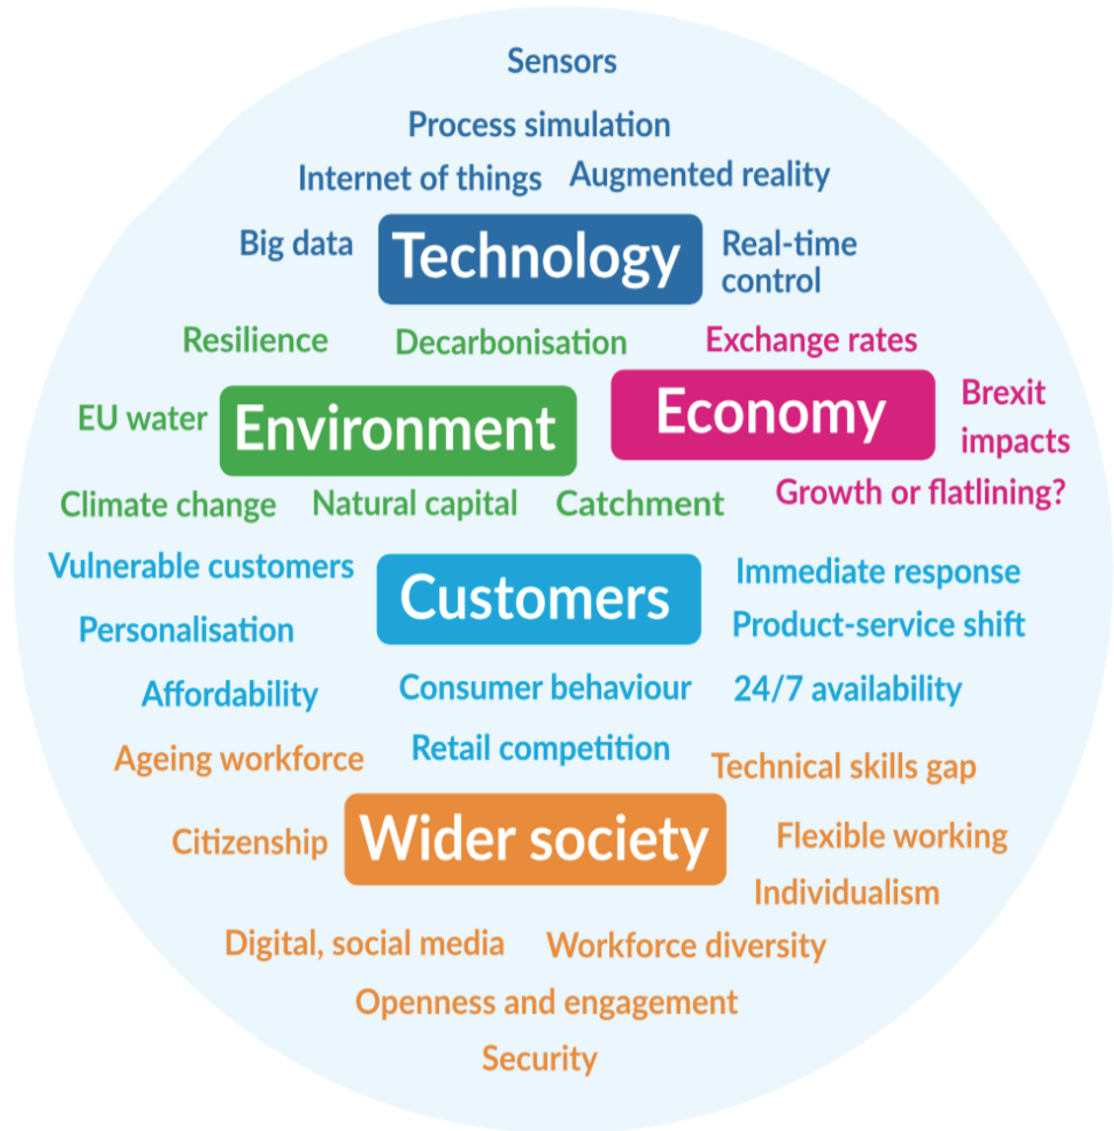 Sensors
Process simulation
Internet of things
Augmented reality
Big data
Technology
Real-time
control
Resilience
Decarbonisation
Exchange rates
EU water
Environment
Economy
Brexit
impacts
Climate change
Natural capital
Catchment
Growth or flatlining?
Vulnerable customers
Customers
Immediate response
Personalisation
Product-service shift
Affordability
Consumer behaviour
24/7 availability
Ageing workforce
Retail competition
Technical skills gap
Citizenship
Wider society
Flexible working
Individualism
Digital, social media
Workforce diversity
Openness and engagement
Security